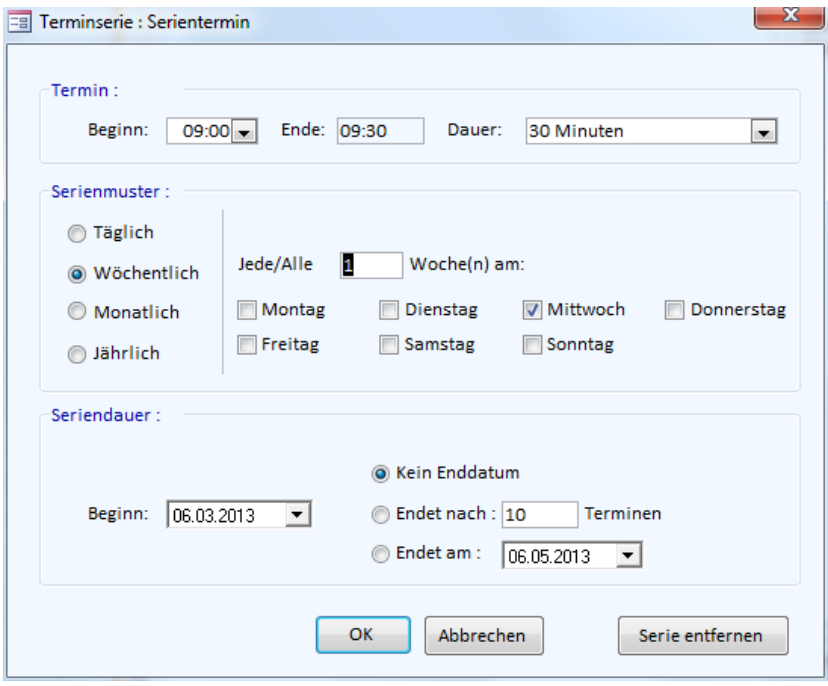 Terminserie : Serientermin
Termin :
Beginn: 09:00 Ende: 09:30 Dauer: 30 Minuten
Serienmuster :
Täglich
Wöchentlich
Monatlich
Jährlich
Jede/Alle 1 Woche(n) am:
Montag Dienstag Mittwoch Donnerstag
Freitag Samstag Sonntag
Seriendauer :
Beginn: 06.03.2013
Kein Enddatum
Endet nach : 10 Terminen
Endet am : 06.05.2013
OK Abbrechen Serie entfernen